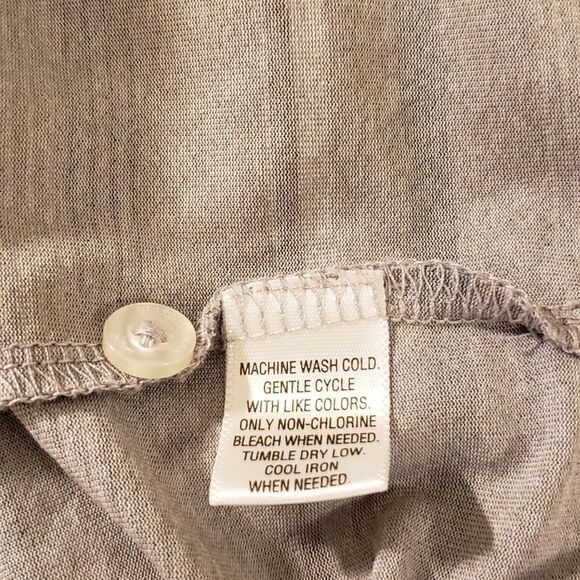 MACHINE WASH COLD.
GENTLE CYCLE
WITH LIKE COLORS.
ONLY NON-CHLORINE
BLEACH WHEN NEEDED.
TUMBLE DRY LOW.
COOL IRON
WHEN NEEDED.